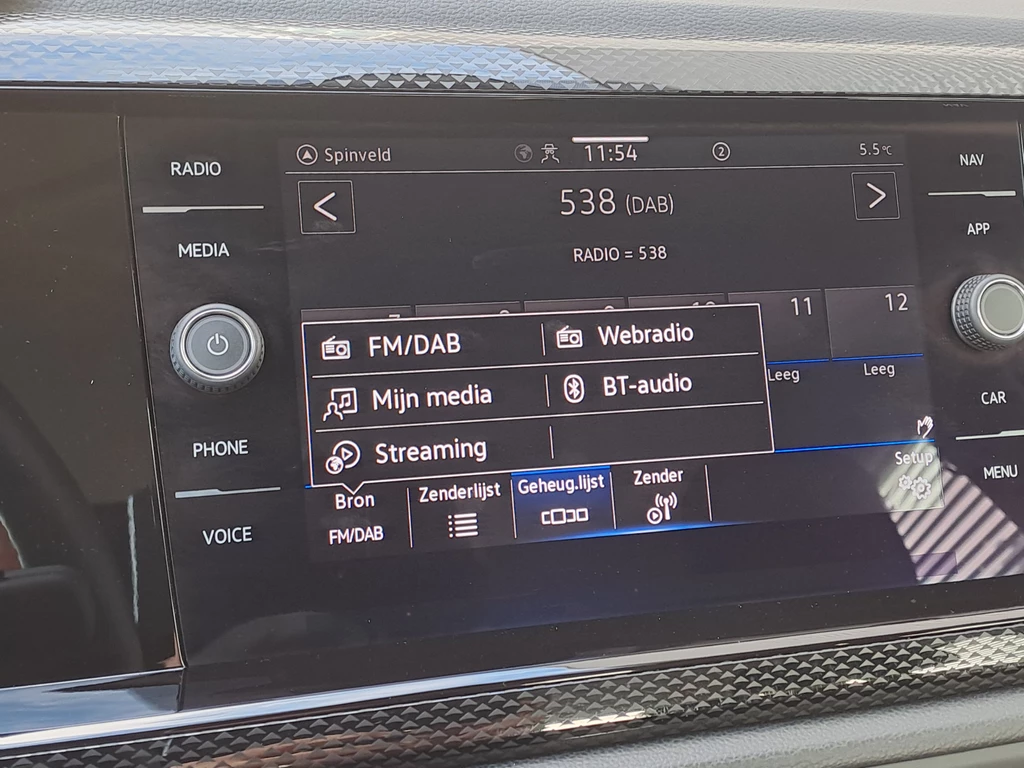 RADIO
MEDIA
PHONE
VOICE
Spinveld
11:54
2
5.5°C
538 (DAB)
RADIO = 538
11
12
Leeg
Leeg
FM/DAB
Webradio
Mijn media
BT-audio
Streaming
Bron
FM/DAB
Zenderlijst
Geheug.lijst
Zender
Setup
NAV
APP
CAR
MENU